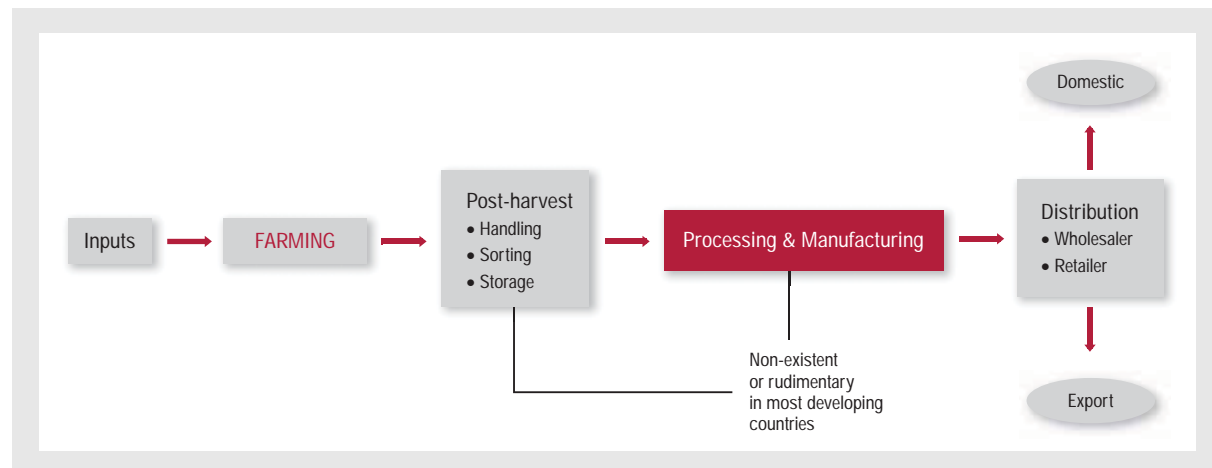 Inputs
FARMING
Post-harvest
• Handling
• Sorting
• Storage
Processing & Manufacturing
Non-existent
or rudimentary
in most developing
countries
Distribution
• Wholesaler
• Retailer
Domestic
Export